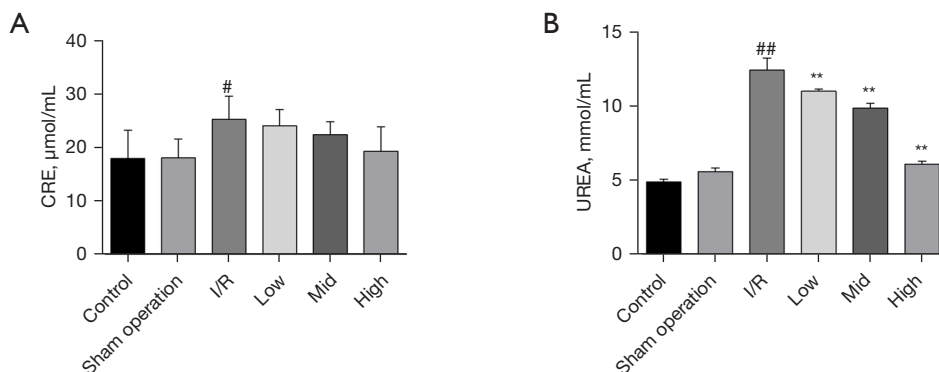 A
CRE, μmol/mL
40
30
20
10
0
#
Control
Sham operation
I/R
Low
Mid
High
B
UREA, mmol/mL
15
10
5
0
##
**
**
**
Control
Sham operation
I/R
Low
Mid
High